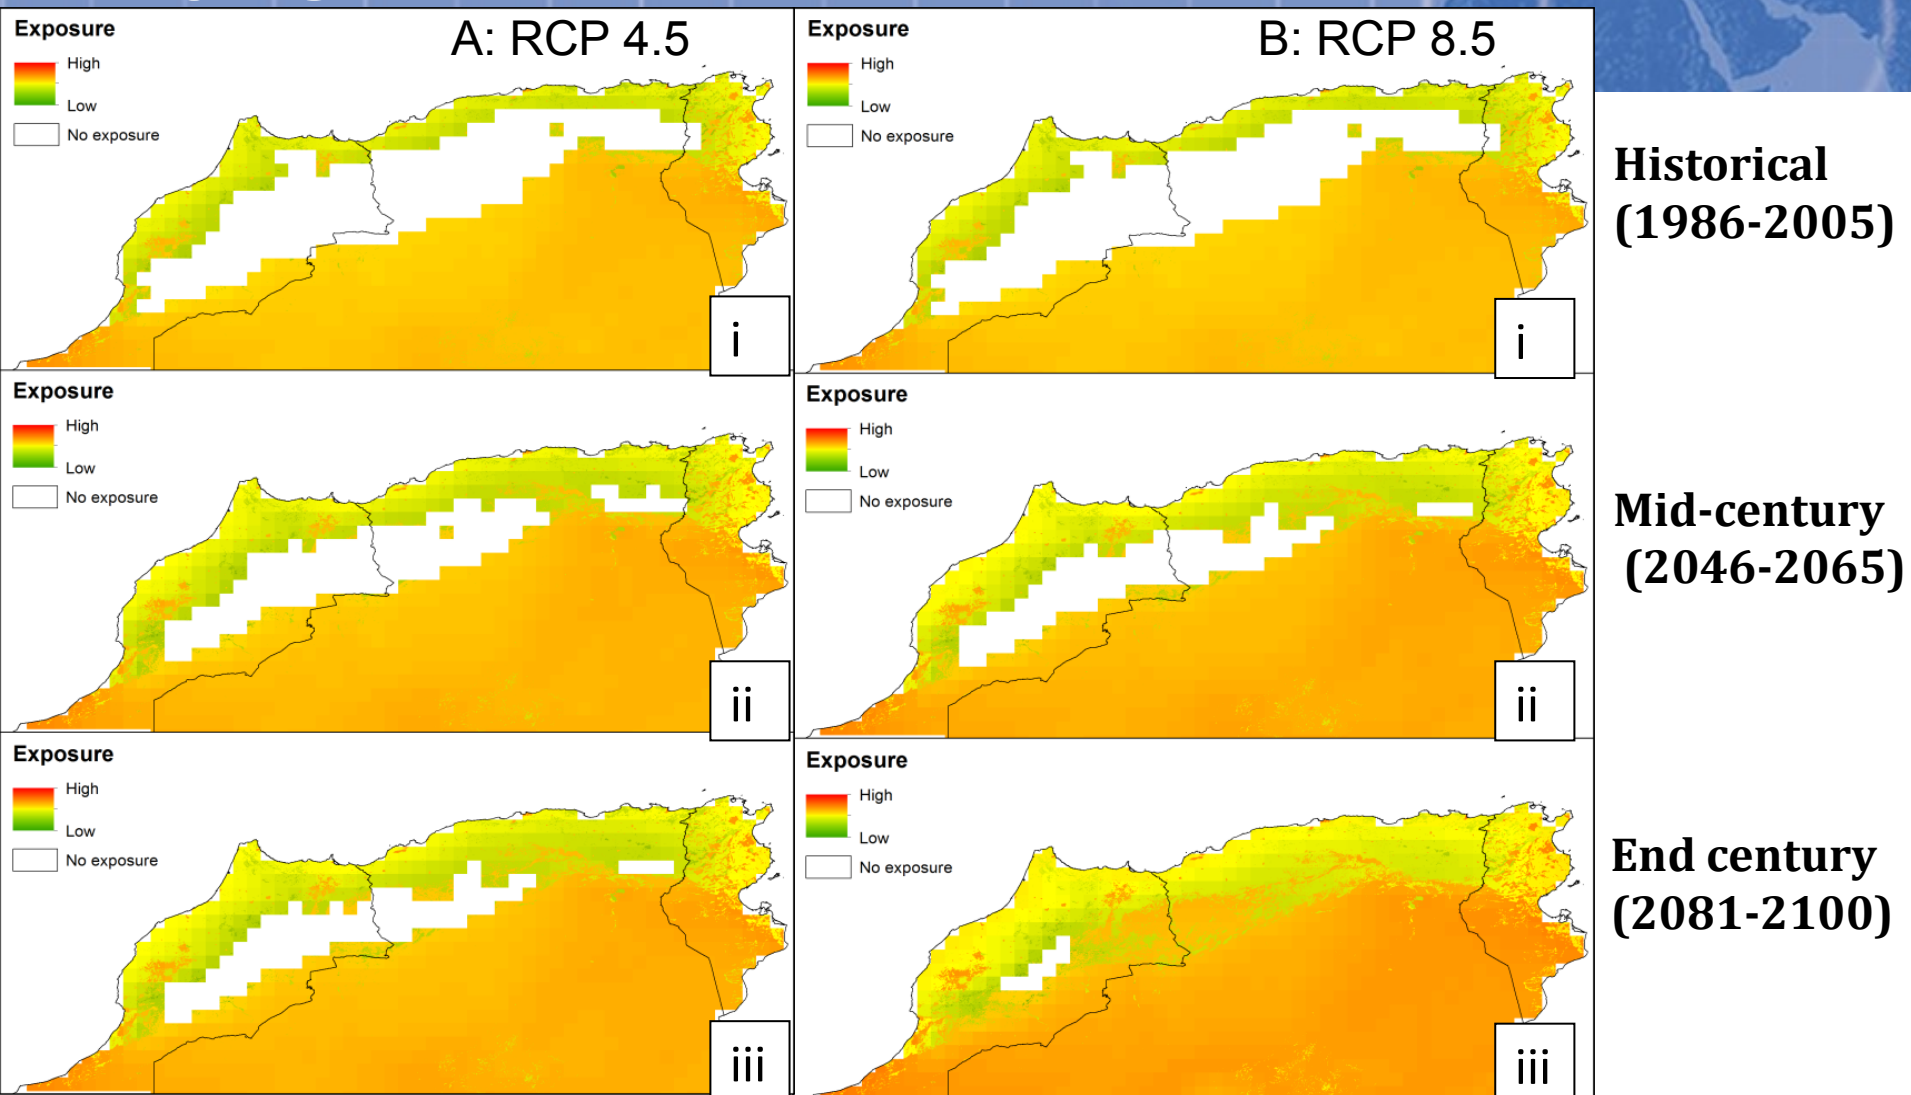 A: RCP 4.5
Exposure
High
Low
No exposure
i
B: RCP 8.5
Exposure
High
Low
No exposure
i
Historical
(1986-2005)
Exposure
High
Low
No exposure
ii
Exposure
High
Low
No exposure
ii
Mid-century
(2046-2065)
Exposure
High
Low
No exposure
iii
Exposure
High
Low
No exposure
iii
End century
(2081-2100)